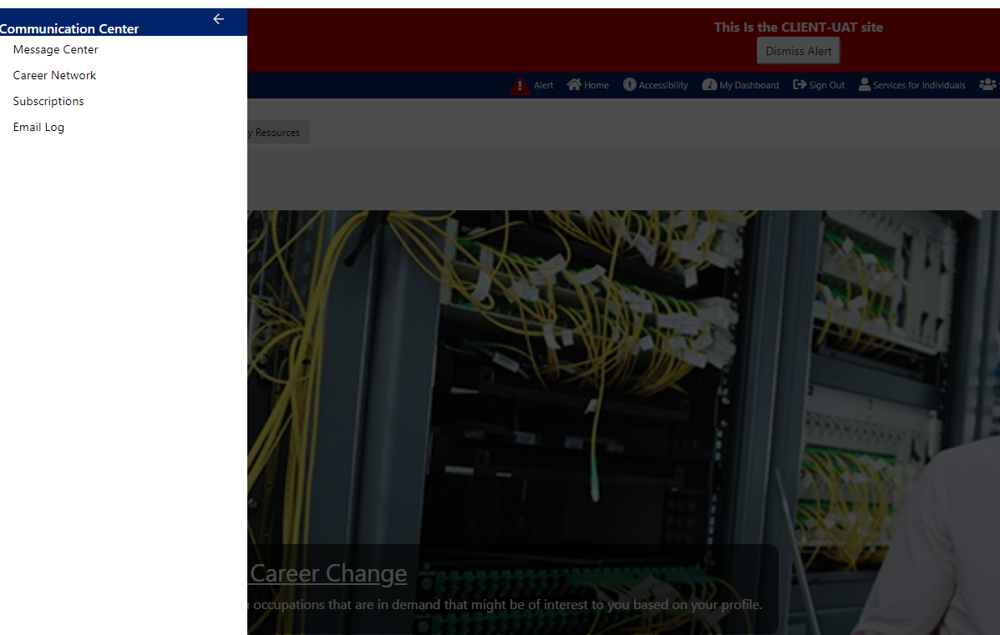 Communication Center
Message Center
Career Network
Subscriptions
Email Log
This Is the CLIENT-UAT site
Dismiss Alert
Alert Home Accessibility My Dashboard Sign Out Services for Individuals
Resources
Career Change
occupations that are in demand that might be of interest to you based on your profile.